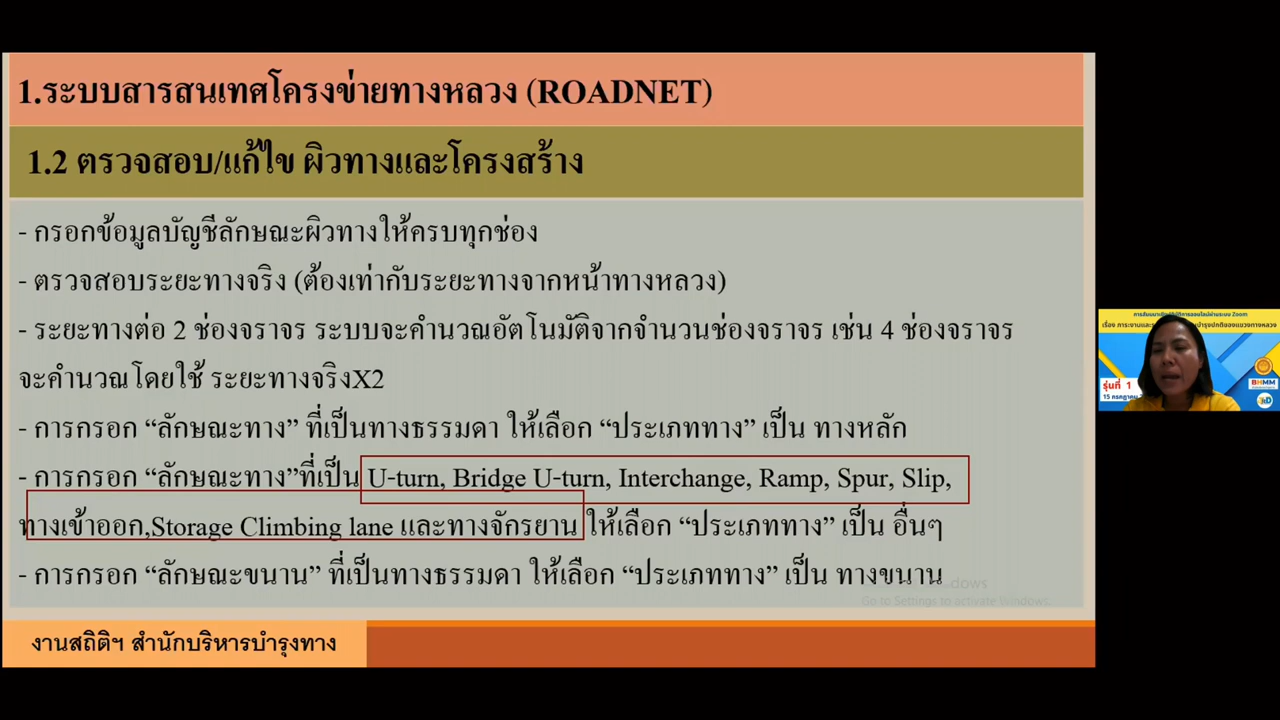 1.ระบบสารสนเทศโครงข่ายทางหลวง (ROADNET)
1.2 ตรวจสอบ/แก้ไข ผิวทางและโครงสร้าง
- กรอกข้อมูลบัญชีลักษณะผิวทางให้ครบทุกช่อง
- ตรวจสอบระยะทางจริง (ต้องเท่ากับระยะทางจากหน้าทางหลวง)
- ระยะทางต่อ 2 ช่องจราจร ระบบจะคำนวณอัตโนมัติจากจำนวนช่องจราจร เช่น 4 ช่องจราจร
จะคำนวณโดยใช้ ระยะทางจริงX2
- การกรอก “ลักษณะทาง” ที่เป็นทางธรรมดา ให้เลือก “ประเภททาง” เป็น ทางหลัก
- การกรอก “ลักษณะทาง”ที่เป็น U-turn, Bridge U-turn, Interchange, Ramp, Spur, Slip,
ทางเข้าออก,Storage Climbing lane และทางจักรยาน ให้เลือก “ประเภททาง” เป็น อื่นๆ
- การกรอก “ลักษณะขนาน” ที่เป็นทางธรรมดา ให้เลือก “ประเภททาง” เป็น ทางขนาน
Go to Settings to activate Windows.
งานสถิติฯ สำนักบริหารบำรุงทาง
รุ่นที่ 1
15 กรกฎาคม
BHMM